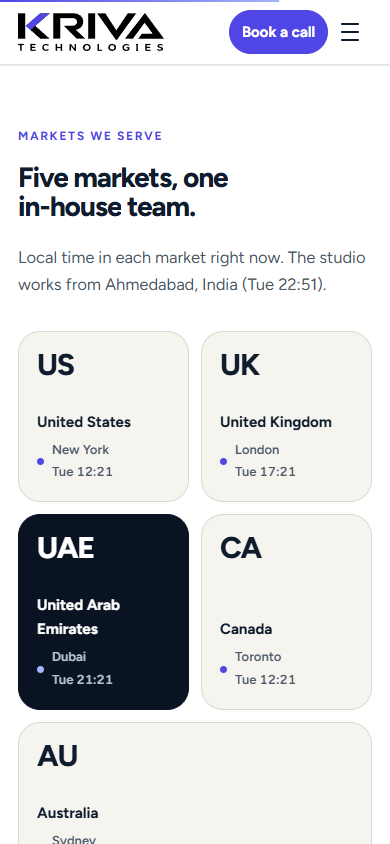 KRIVA
TECHNOLOGIES
Book a call
MARKETS WE SERVE
Five markets, one
in-house team.
Local time in each market right now. The studio
works from Ahmedabad, India (Tue 22:51).
US
United States
New York
Tue 12:21
UK
United Kingdom
London
Tue 17:21
UAE
United Arab
Emirates
Dubai
Tue 21:21
CA
Canada
Toronto
Tue 12:21
AU
Australia
Sydney